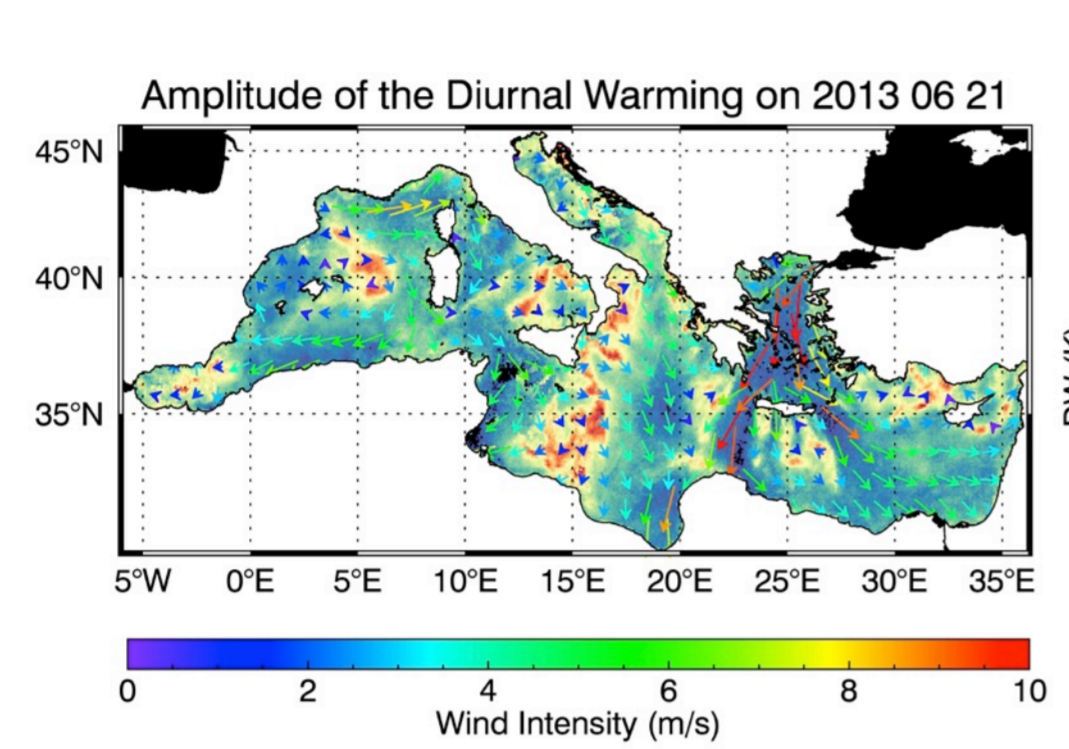 Amplitude of the Diurnal Warming on 2013 06 21
45°N
40°N
35°N
5°W 0°E 5°E 10°E 15°E 20°E 25°E 30°E 35°E
0 2 4 6 8 10
Wind Intensity (m/s)